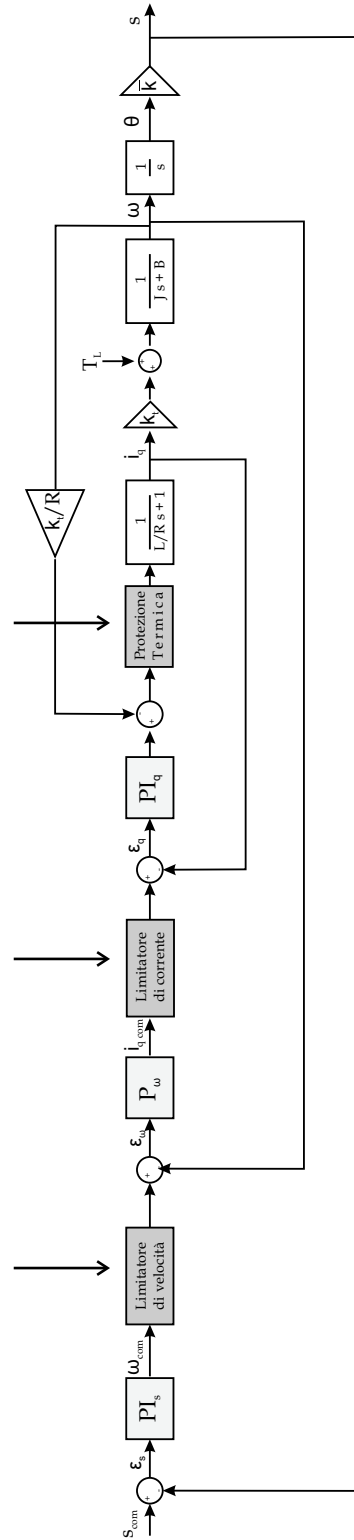 s_com
+
-
ε_s
PI_s
ω_com
Limitatore
di velocità
+
-
ε_ω
P_ω
i_q com
Limitatore
di corrente
+
-
ε_q
PI_q
+
-
k_t/R
Protezione
Termica
1
L/R s + 1
i_q
k_t
T_L
+
+
1
J s + B
ω
1
s
θ
k̅
s